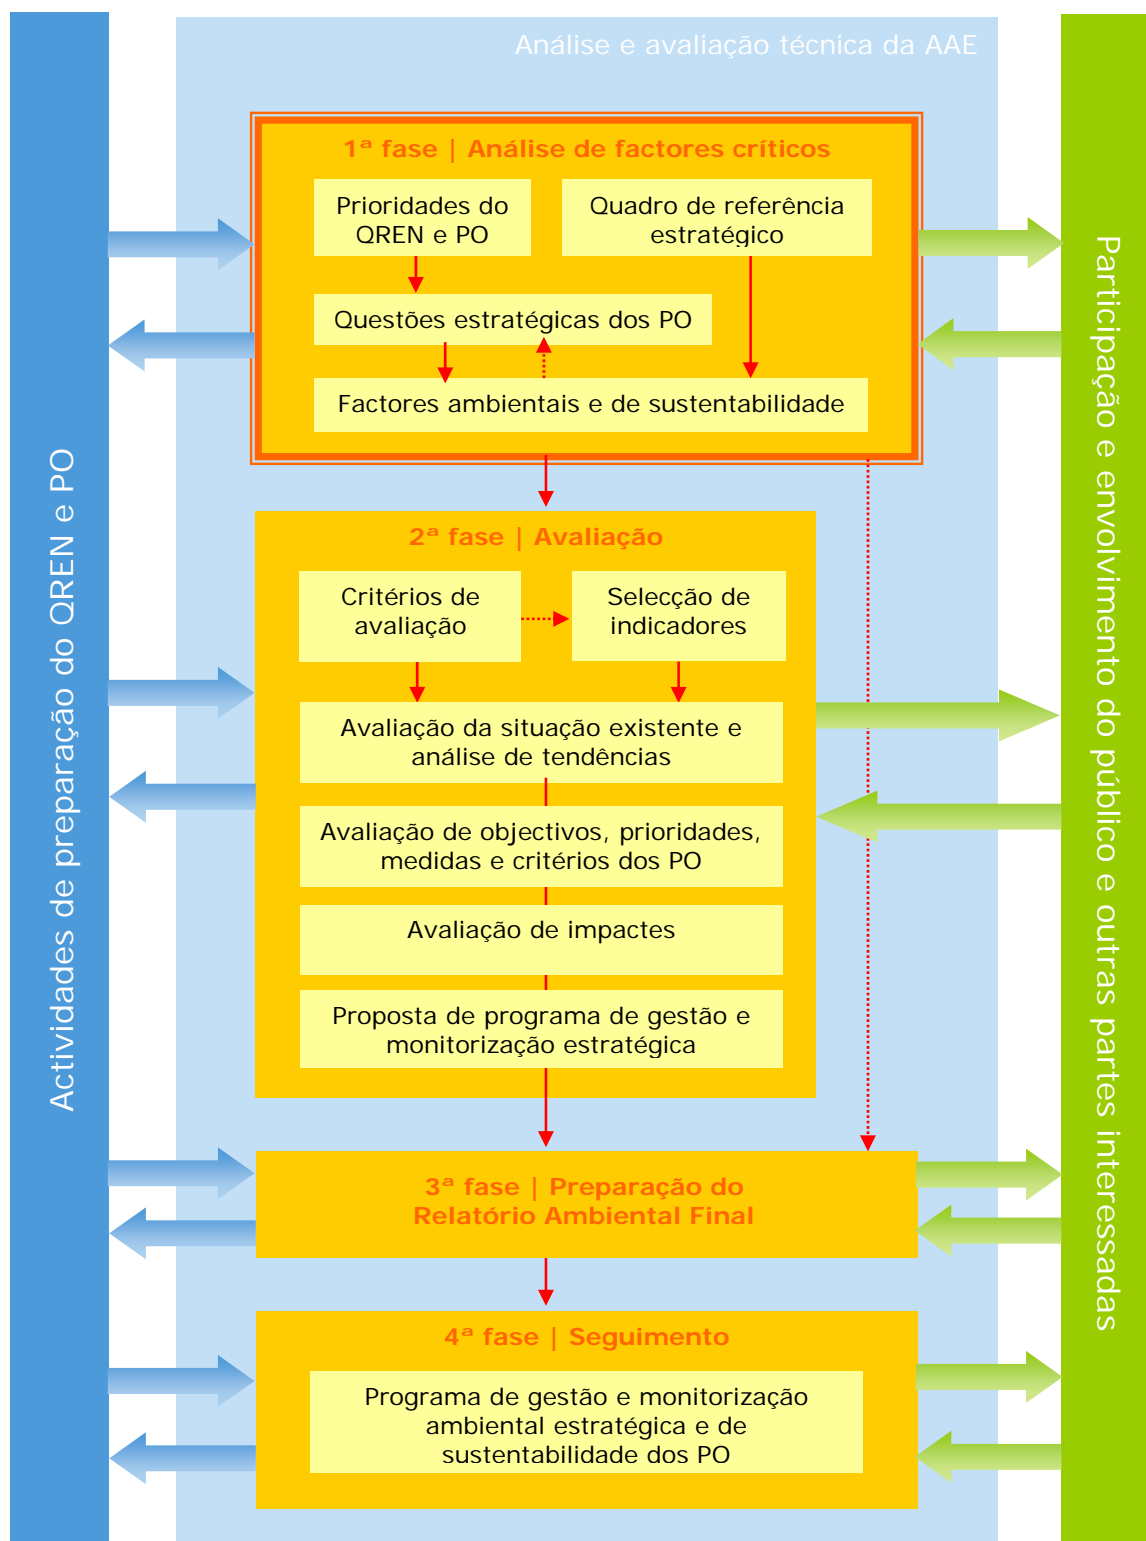 Análise e avaliação técnica da AAE
Actividades de preparação do QREN e PO
1ª fase | Análise de factores críticos
Prioridades do
QREN e PO
Quadro de referência
estratégico
Questões estratégicas dos PO
Factores ambientais e de sustentabilidade
2ª fase | Avaliação
Critérios de
avaliação
Selecção de
indicadores
Avaliação da situação existente e
análise de tendências
Avaliação de objectivos, prioridades,
medidas e critérios dos PO
Avaliação de impactes
Proposta de programa de gestão e
monitorização estratégica
3ª fase | Preparação do
Relatório Ambiental Final
4ª fase | Seguimento
Programa de gestão e monitorização
ambiental estratégica e de
sustentabilidade dos PO
Participação e envolvimento do público e outras partes interessadas